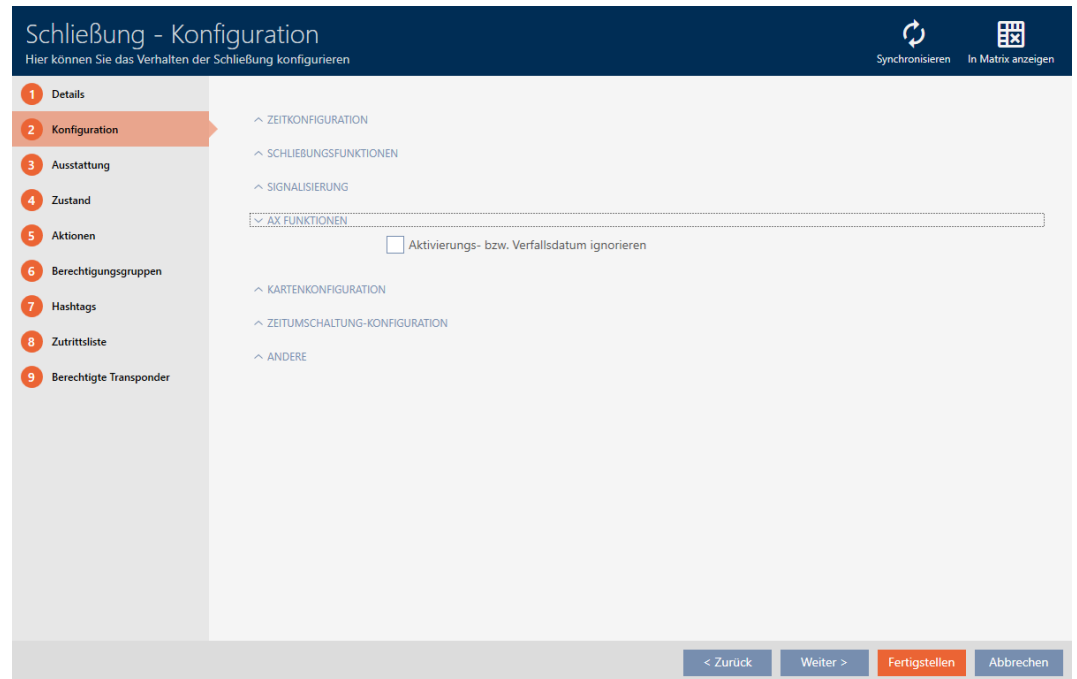 Schließung - Konfiguration
Hier können Sie das Verhalten der Schließung konfigurieren
Synchronisieren
In Matrix anzeigen
1 Details
2 Konfiguration
3 Ausstattung
4 Zustand
5 Aktionen
6 Berechtigungsgruppen
7 Hashtags
8 Zutrittsliste
9 Berechtigte Transponder
ZEITKONFIGURATION
SCHLIEßUNGSFUNKTIONEN
SIGNALISIERUNG
AX FUNKTIONEN
Aktivierungs- bzw. Verfallsdatum ignorieren
KARTENKONFIGURATION
ZEITUMSCHALTUNG-KONFIGURATION
ANDERE
< Zurück
Weiter >
Fertigstellen
Abbrechen